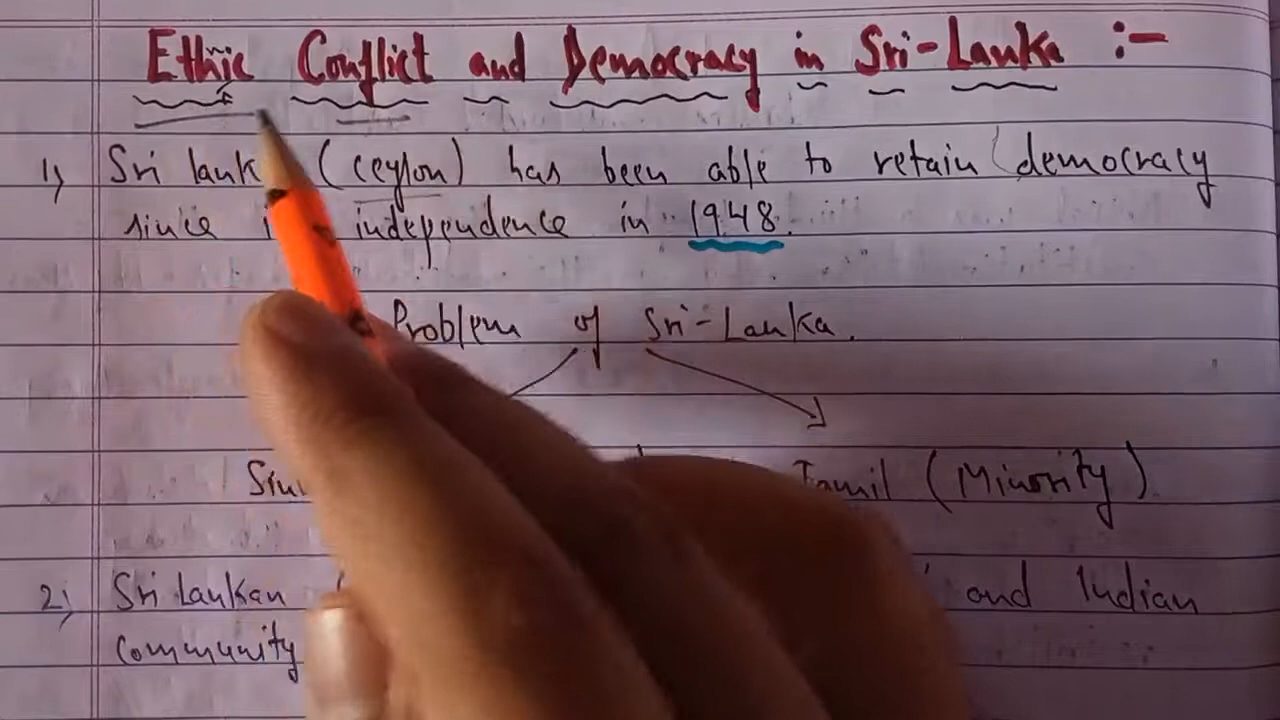 Ethnic Conflict and Democracy in Sri-Lanka :-
1) Sri lank (Ceylon) has been able to retain democracy
since independence in 1948.
Problem of Sri-Lanka.
Tamil (Minority)
2) Sri Lankan and Indian
community